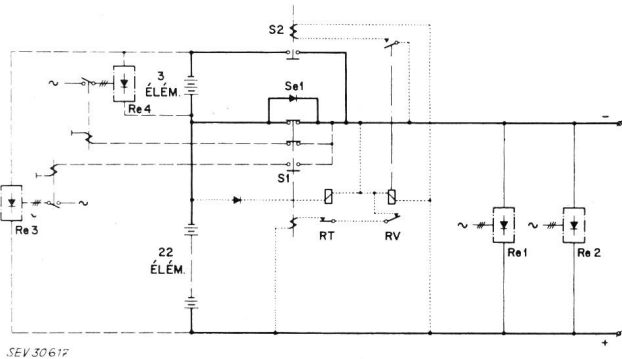 S2
3
ÉLÉM.
Re4
Se1
-
S1
Re3
RT
RV
22
ÉLÉM.
Re1
Re2
+
SEV 30617